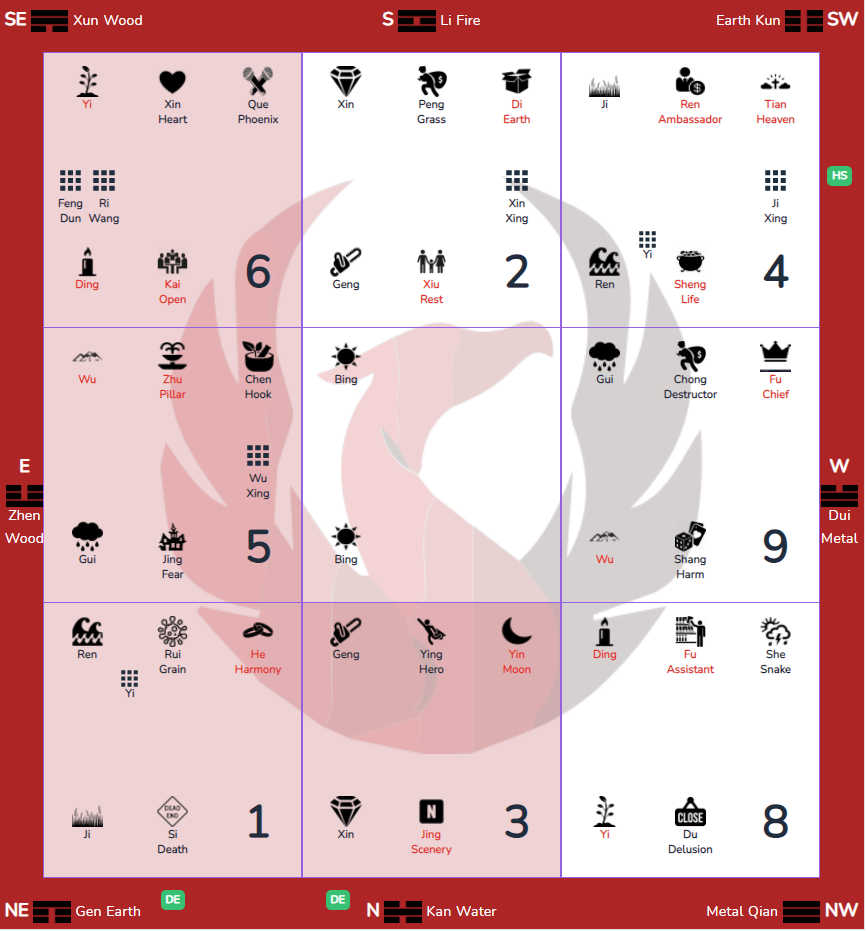 SE Xun Wood S Li Fire Earth Kun SW
Yi Xin Que Xin Peng Di Ji Ren Tian
Heart Phoenix Grass Earth Ambassador Heaven
HS
Feng Ri Xin Ji
Dun Wang Xing Xing
Yi
Ding Kai 6 Geng Xiu 2 Ren Sheng 4
Open Rest Life
Wu Zhu Chen Bing Gui Chong Fu
Pillar Hook Destructor Chief
E W
Wu
Xing
Zhen Dui
Wood Metal
Gui Jing 5 Bing Wu Shang 9
Fear Harm
Ren Rui He Geng Ying Yin Ding Fu She
Grain Harmony Hero Moon Assistant Snake
Yi
DEAD
END
N
CLOSE
Ji Si 1 Xin Jing 3 Yi Du 8
Death Scenery Delusion
DE DE
NE Gen Earth N Kan Water Metal Qian NW